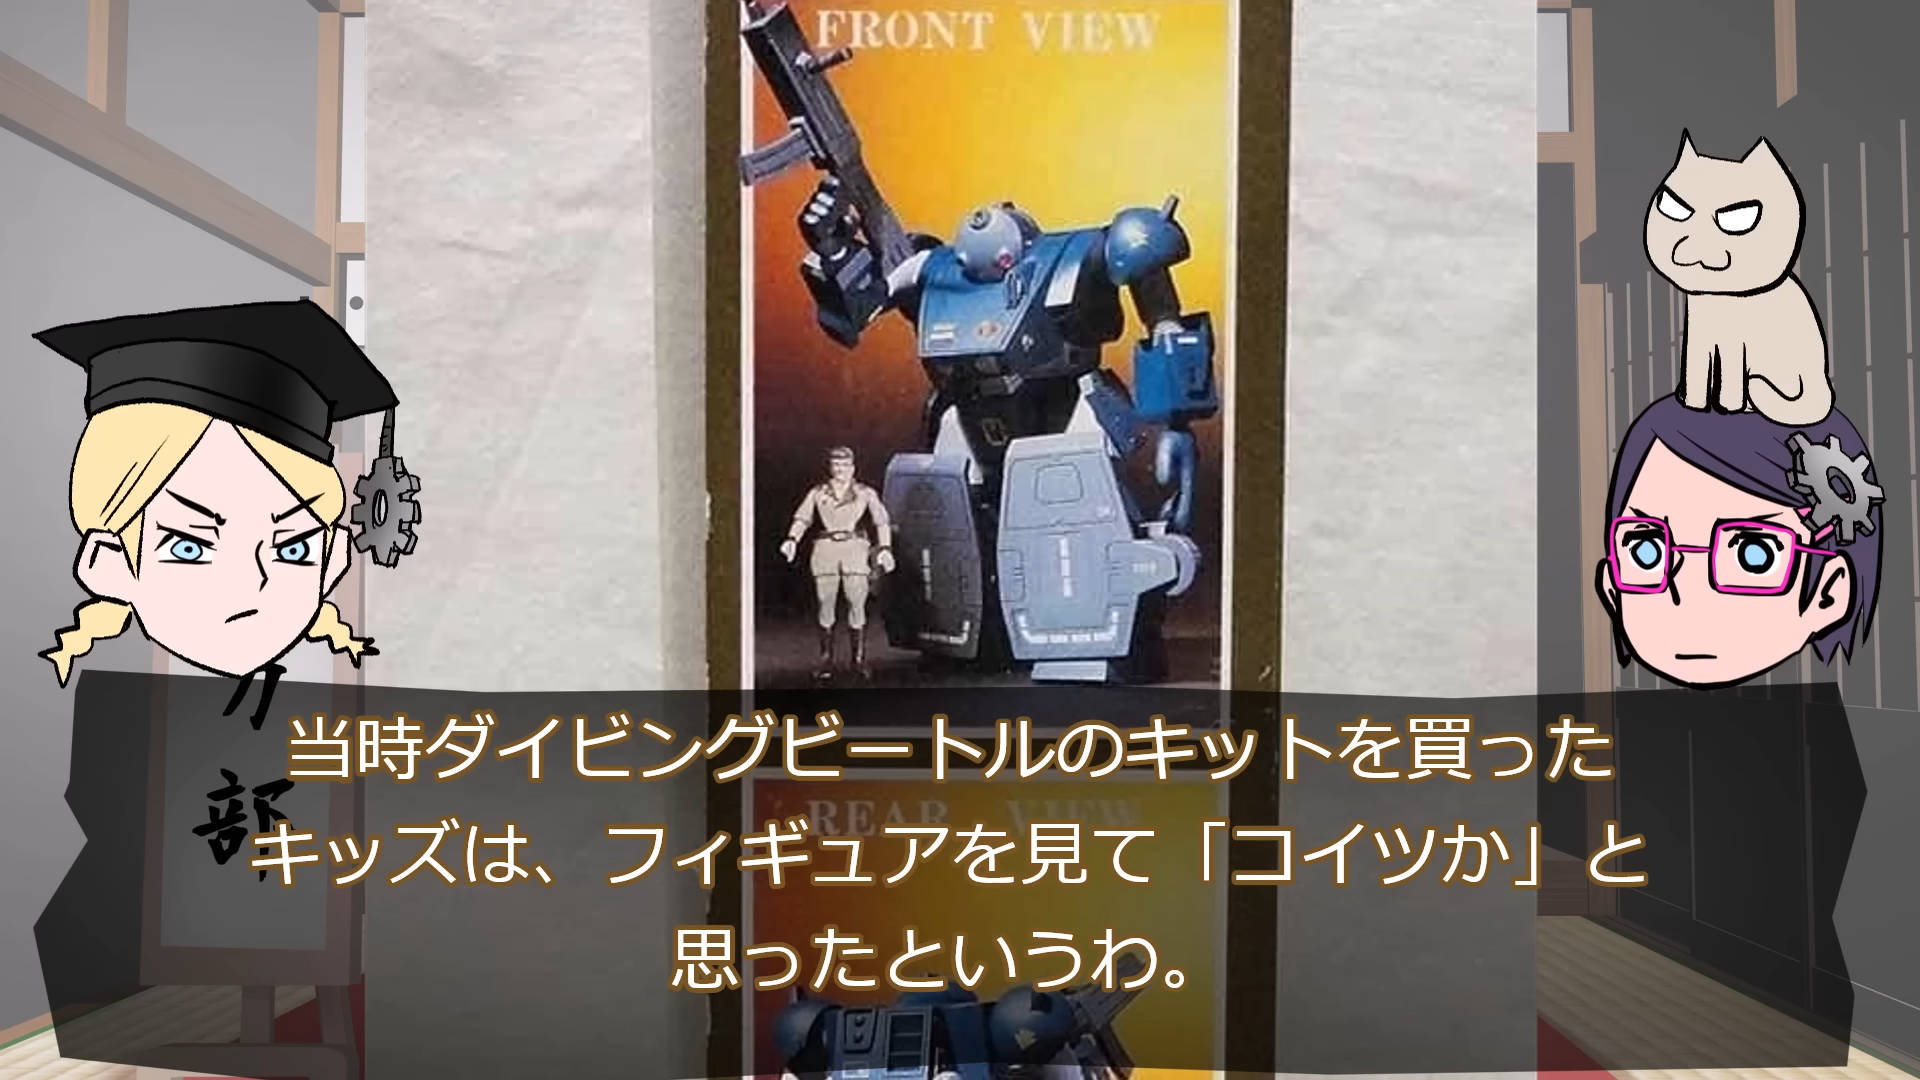 FRONT VIEW
当時ダイビングビートルのキットを買った
REAR VIEW
部
キッズは、フィギュアを見て「コイツか」と
思ったというわ。